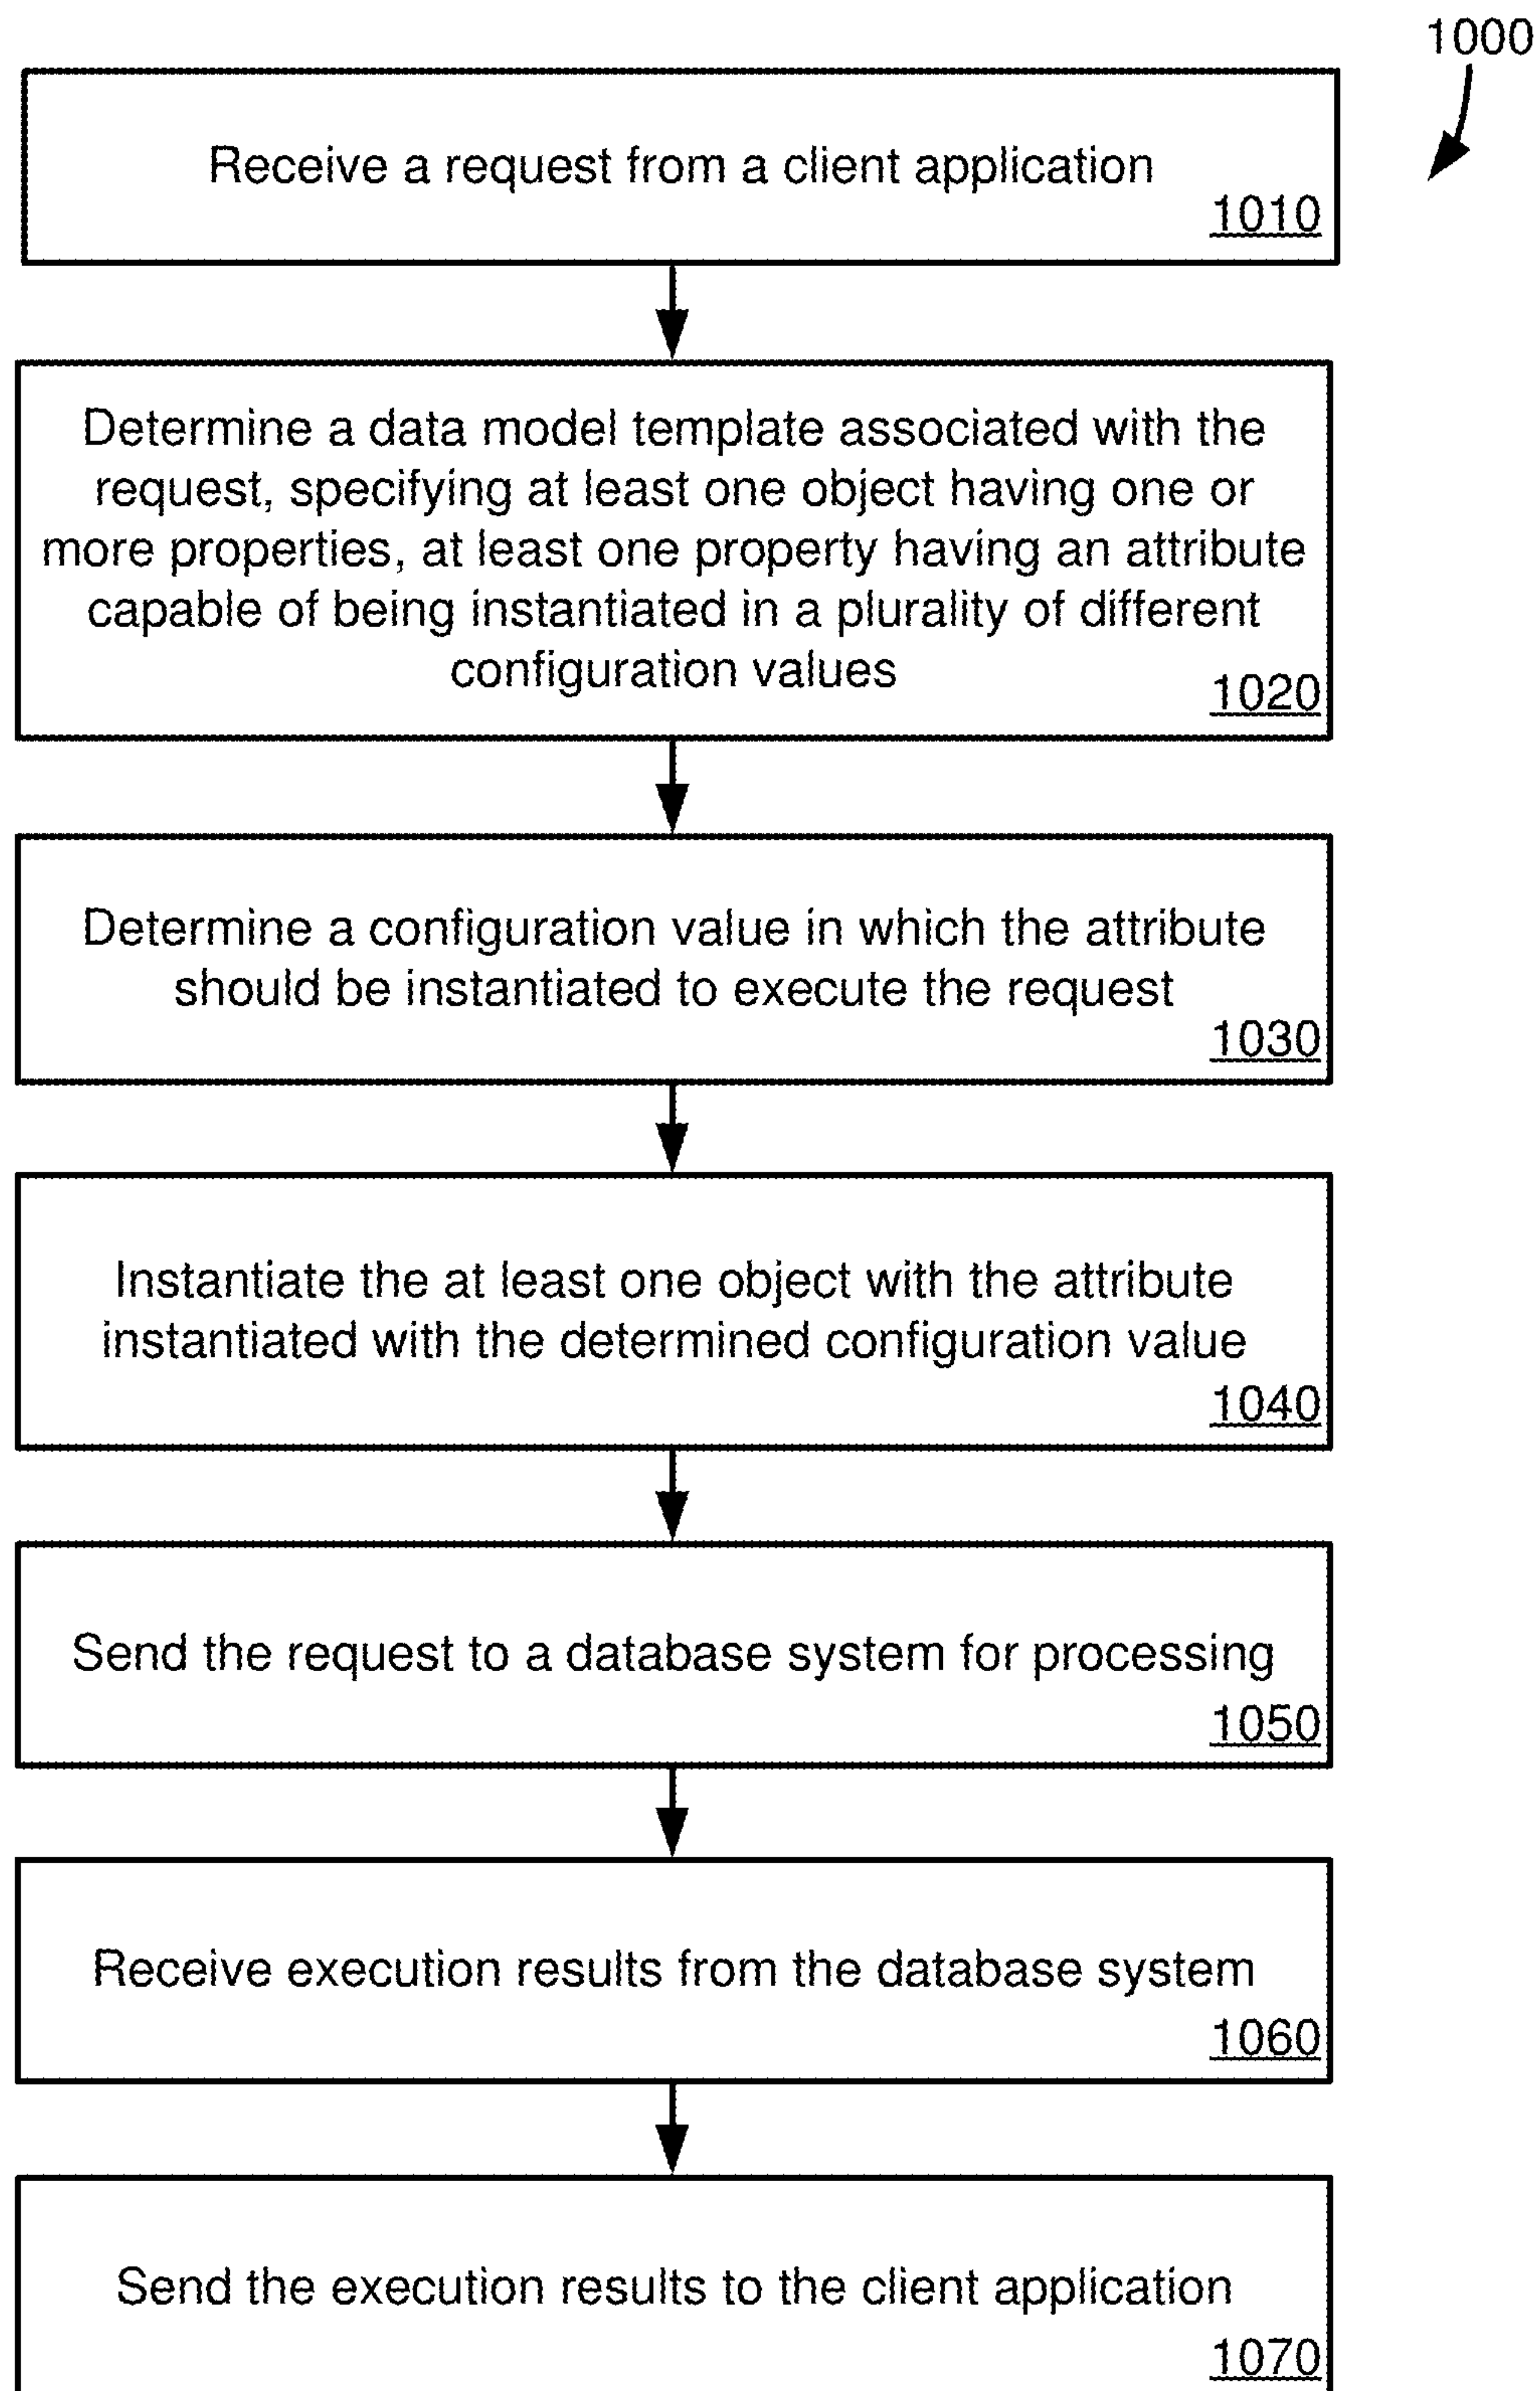 1000
Receive a request from a client application
1010
Determine a data model template associated with the
request, specifying at least one object having one or
more properties, at least one property having an attribute
capable of being instantiated in a plurality of different
configuration values
1020
Determine a configuration value in which the attribute
should be instantiated to execute the request
1030
Instantiate the at least one object with the attribute
instantiated with the determined configuration value
1040
Send the request to a database system for processing
1050
Receive execution results from the database system
1060
Send the execution results to the client application
1070